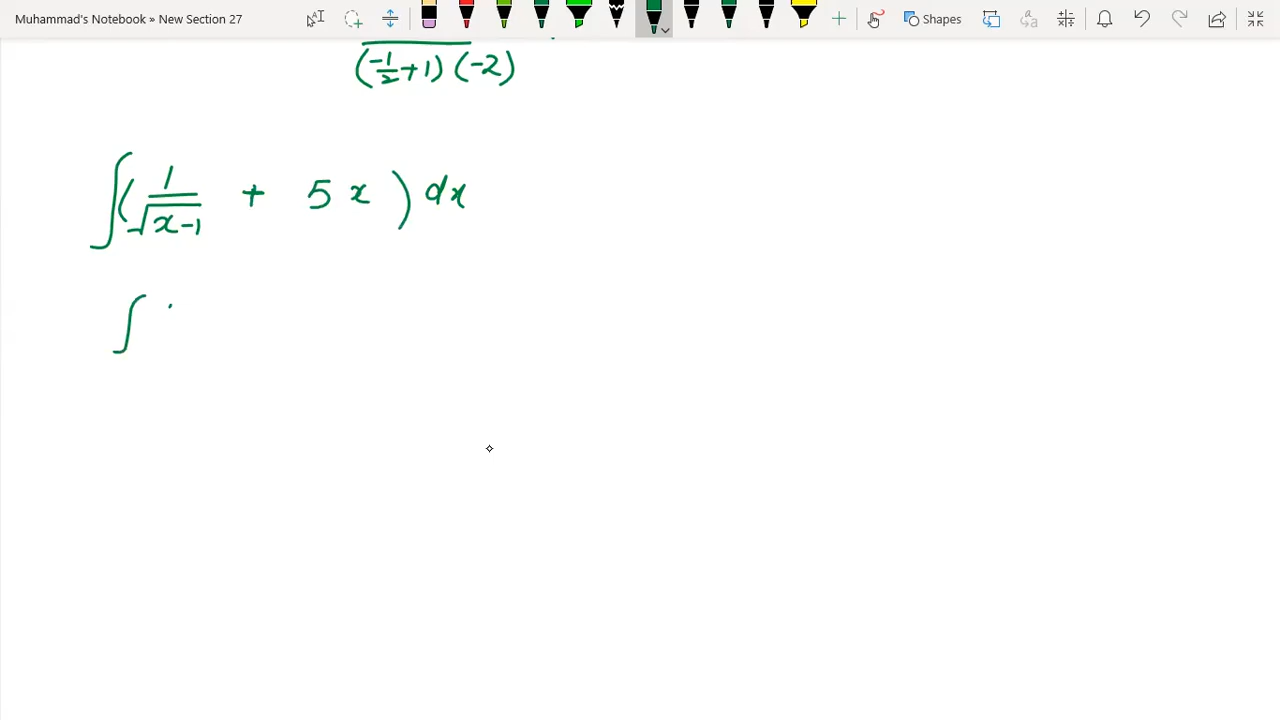 Muhammad's Notebook » New Section 27
Shapes
(-1/2+1) (-2)
∫(1/√(x-1) + 5x) dx
∫